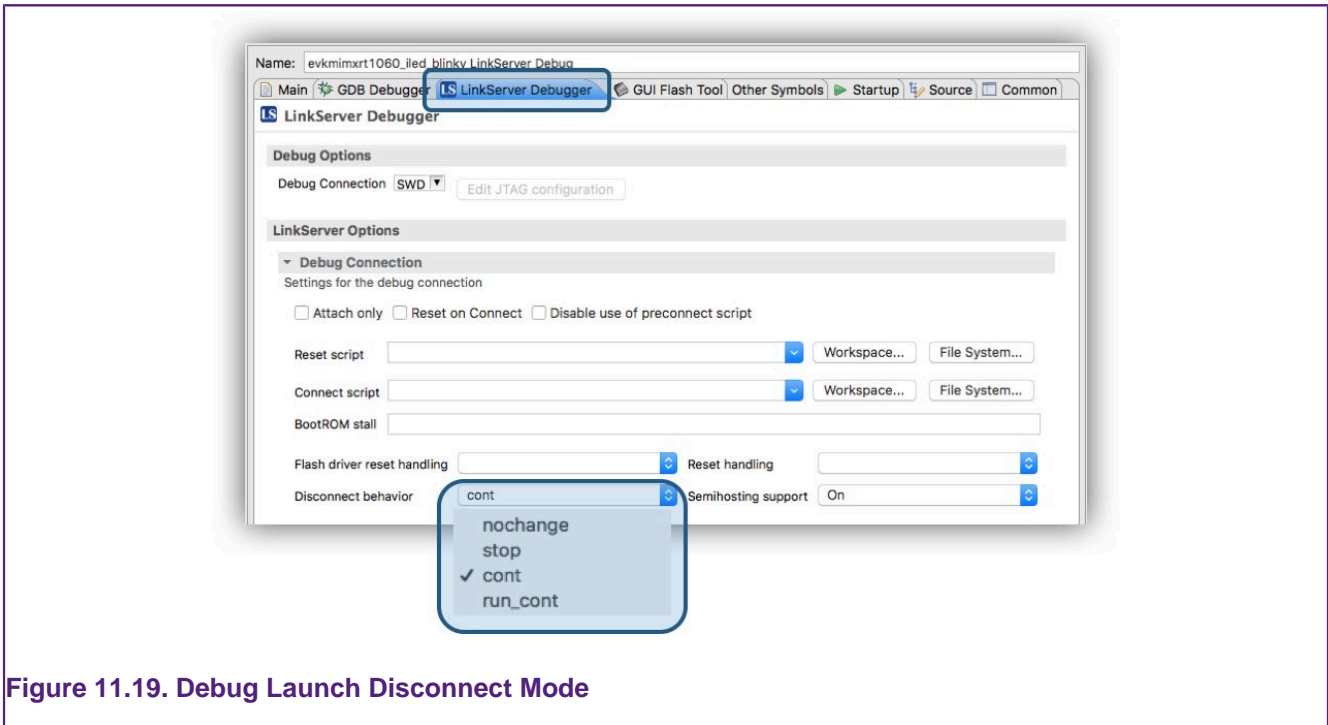 Name: evkmimxrt1060_iled_blinky LinkServer Debug
Main GDB Debugger LS LinkServer Debugger GUI Flash Tool Other Symbols Startup Source Common
LS LinkServer Debugger
Debug Options
Debug Connection SWD Edit JTAG configuration
LinkServer Options
Debug Connection
Settings for the debug connection
Attach only Reset on Connect Disable use of preconnect script
Reset script Workspace... File System...
Connect script Workspace... File System...
BootROM stall
Flash driver reset handling Reset handling
Disconnect behavior cont Semihosting support On
nochange
stop
✓ cont
run_cont
Figure 11.19. Debug Launch Disconnect Mode